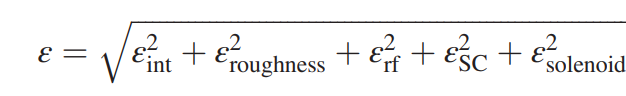 ε = √(ε²_int + ε²_roughness + ε²_rf + ε²_SC + ε²_solenoid)